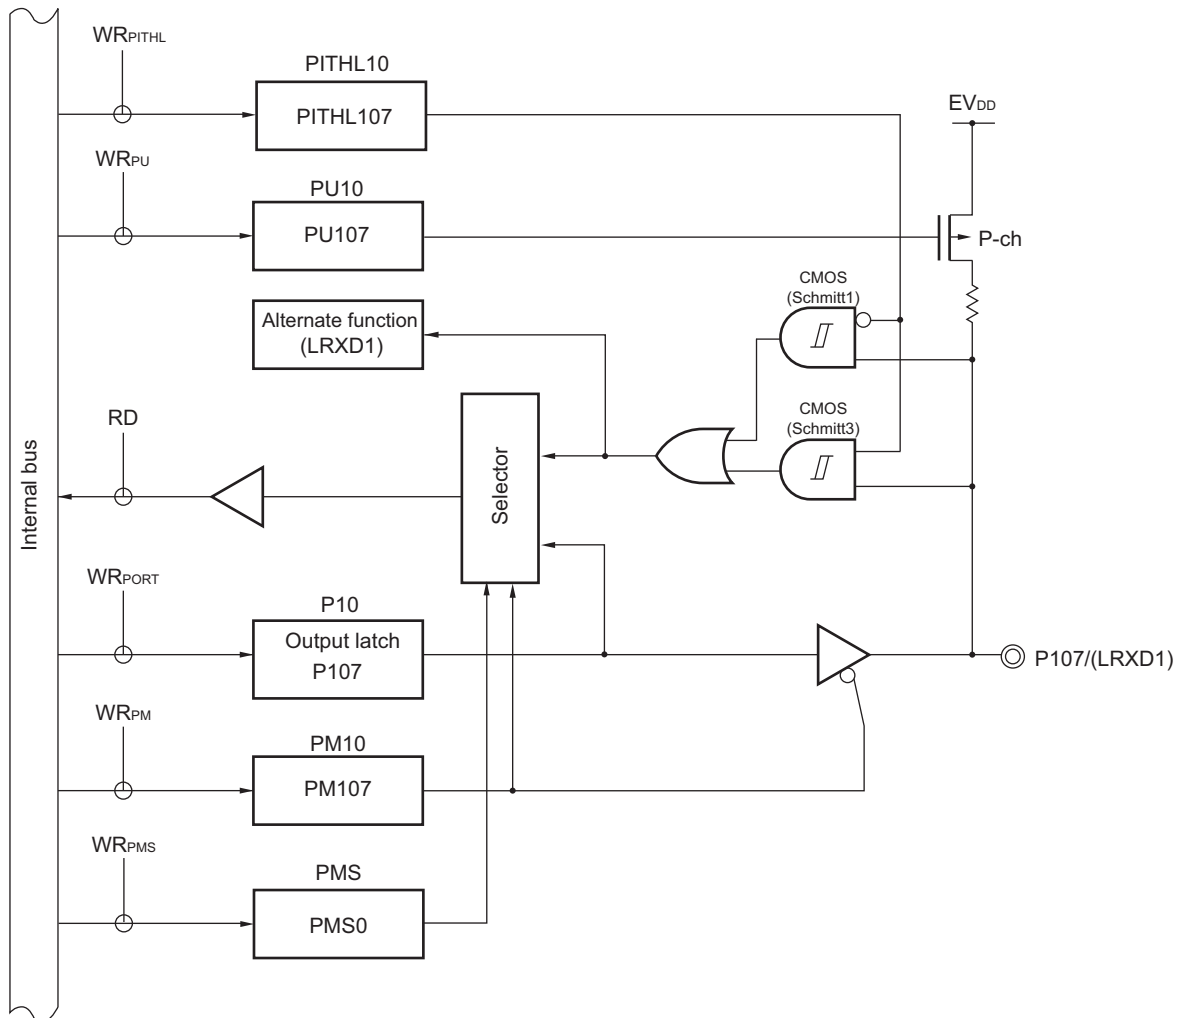 WRPITHL
PITHL10
PITHL107
EVDD
WRPU
PU10
PU107
P-ch
CMOS
(Schmitt1)
Alternate function
(LRXD1)
RD
CMOS
(Schmitt3)
Selector
Internal bus
WRPORT
P10
Output latch
P107
P107/(LRXD1)
WRPM
PM10
PM107
WRPMS
PMS
PMS0